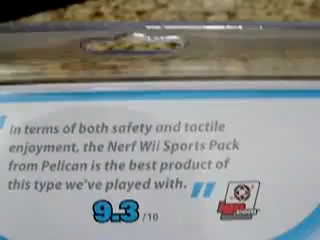 in terms of both safety and tactile
enjoyment, the Nerf Wii Sports Pack
from Pelican is the best product of
this type we've played with."
9.3/10